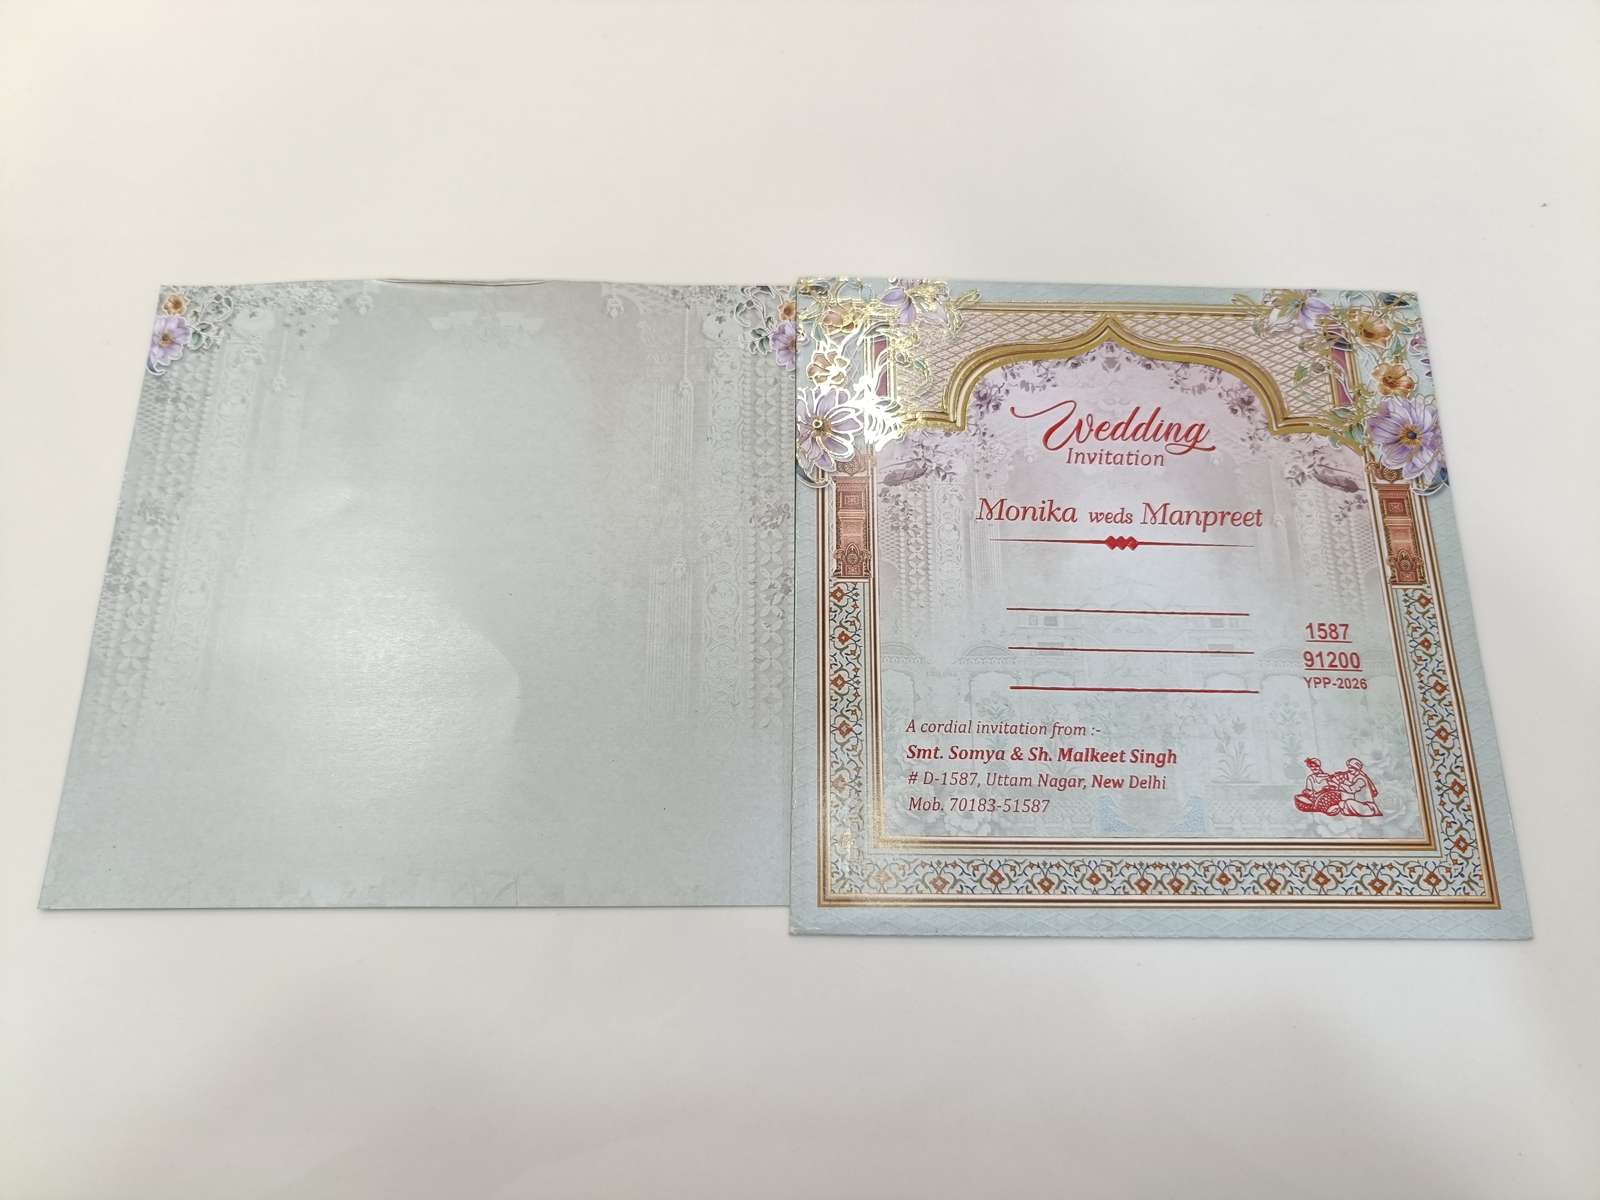 Wedding
Invitation
Monika weds Manpreet
1587
91200
YPP-2026
A cordial invitation from :-
Smt. Somya & Sh. Malkeet Singh
# D-1587, Uttam Nagar, New Delhi
Mob. 70183-51587